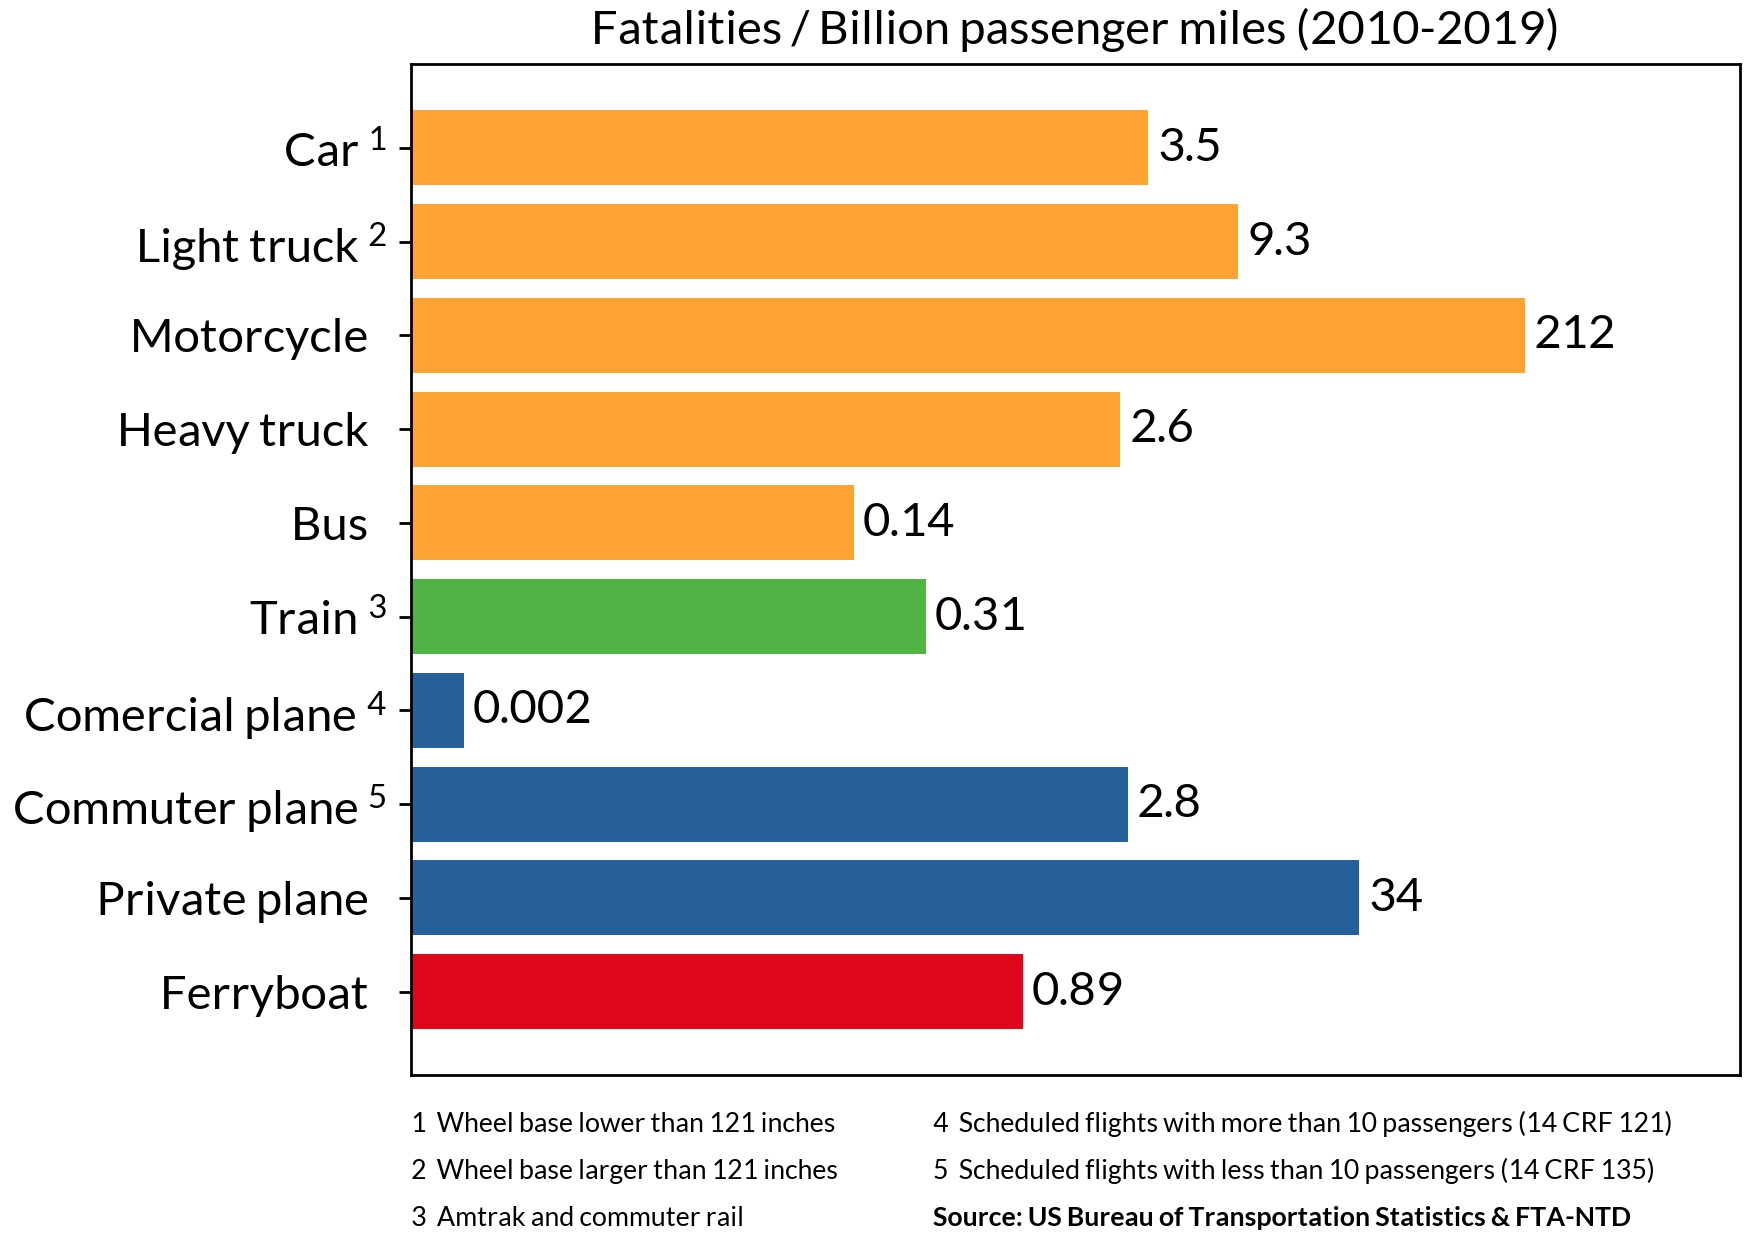 Fatalities / Billion passenger miles (2010-2019)
Car 1 3.5
Light truck 2 9.3
Motorcycle 212
Heavy truck 2.6
Bus 0.14
Train 3 0.31
Comercial plane 4 0.002
Commuter plane 5 2.8
Private plane 34
Ferryboat 0.89
1 Wheel base lower than 121 inches
2 Wheel base larger than 121 inches
3 Amtrak and commuter rail
4 Scheduled flights with more than 10 passengers (14 CRF 121)
5 Scheduled flights with less than 10 passengers (14 CRF 135)
Source: US Bureau of Transportation Statistics & FTA-NTD